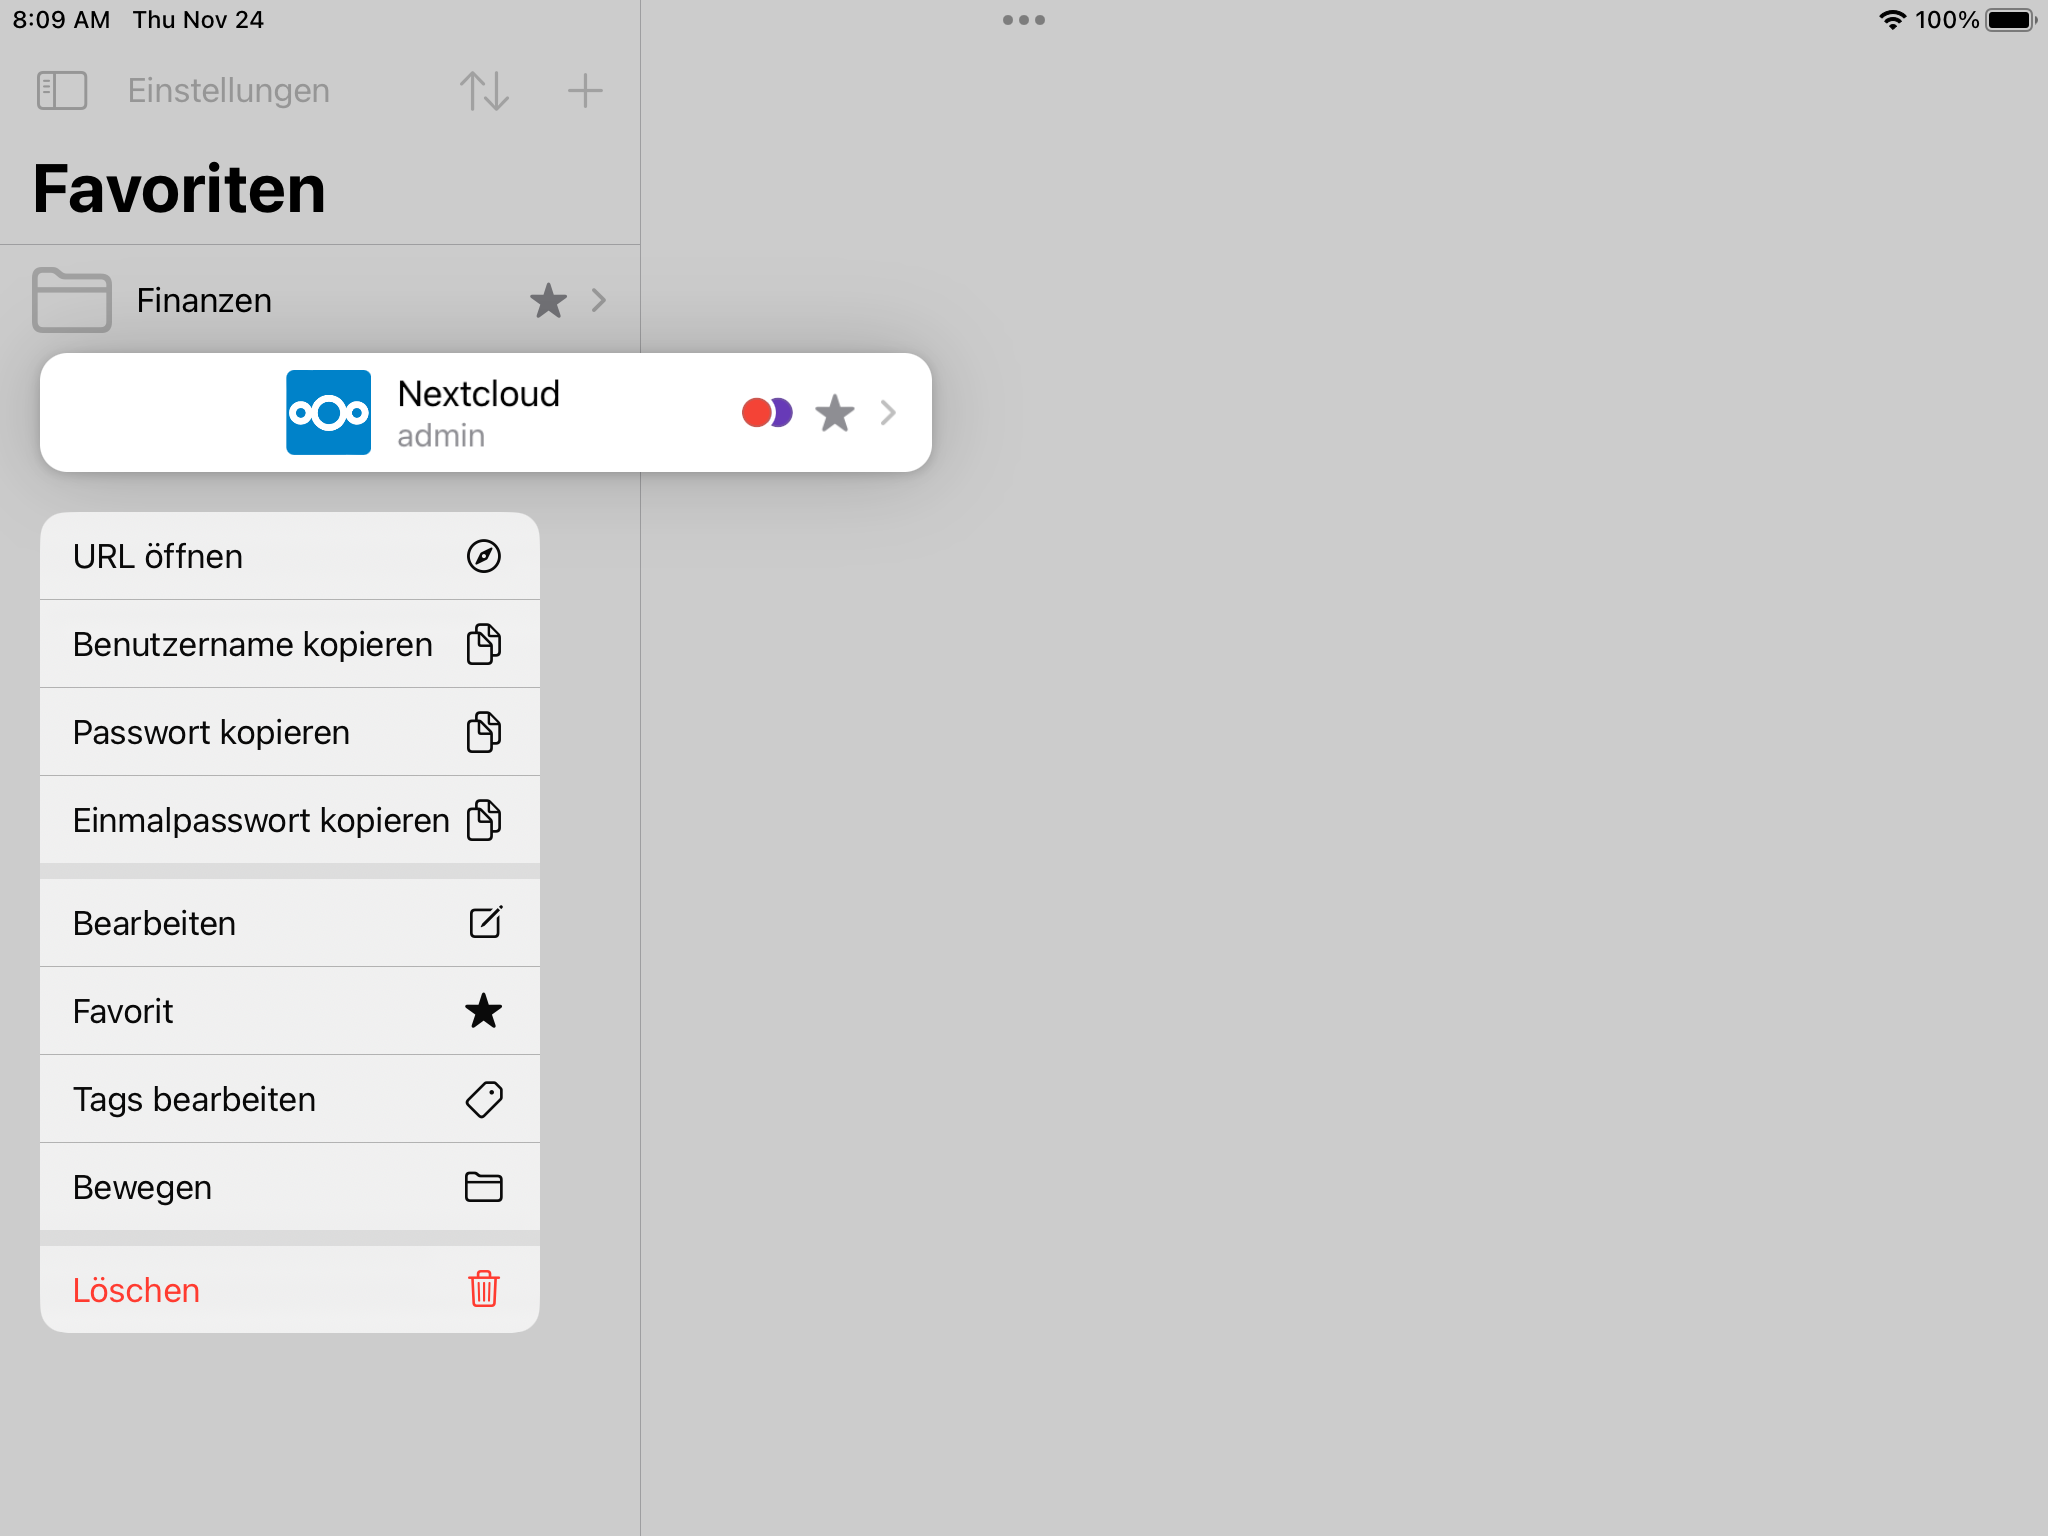 8:09 AM Thu Nov 24
100%
Einstellungen
Favoriten
Finanzen
Nextcloud
admin
URL öffnen
Benutzername kopieren
Passwort kopieren
Einmalpasswort kopieren
Bearbeiten
Favorit
Tags bearbeiten
Bewegen
Löschen